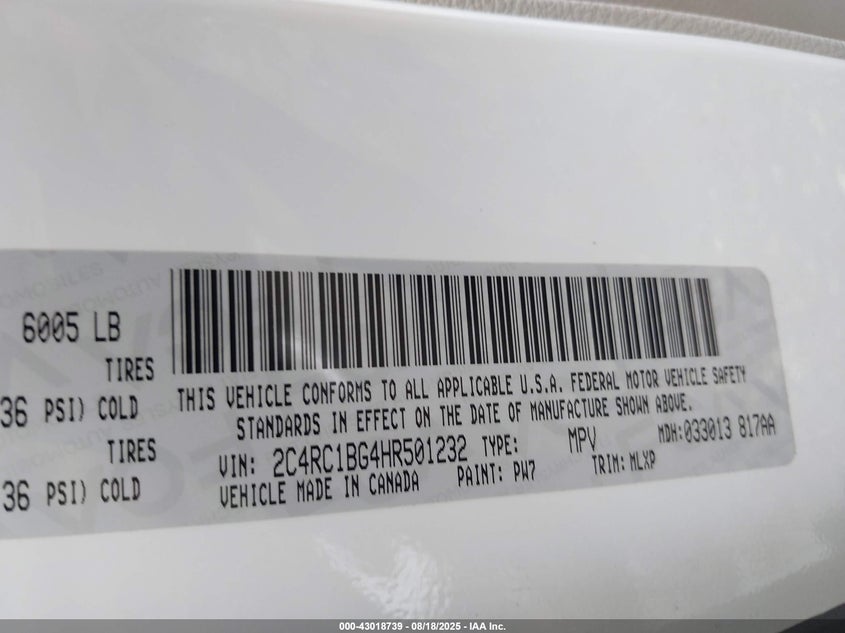 6005 LB
TIRES
36 PSI) COLD
TIRES
36 PSI) COLD
THIS VEHICLE CONFORMS TO ALL APPLICABLE U.S.A. FEDERAL MOTOR VEHICLE SAFETY
STANDARDS IN EFFECT ON THE DATE OF MANUFACTURE SHOWN ABOVE.
VIN: 2C4RC1BG4HR501232 TYPE: MPV MDH:033013 817AA
VEHICLE MADE IN CANADA PAINT: PW7 TRIM: MLXP
000-43018739 - 08/18/2025 - IAA Inc.